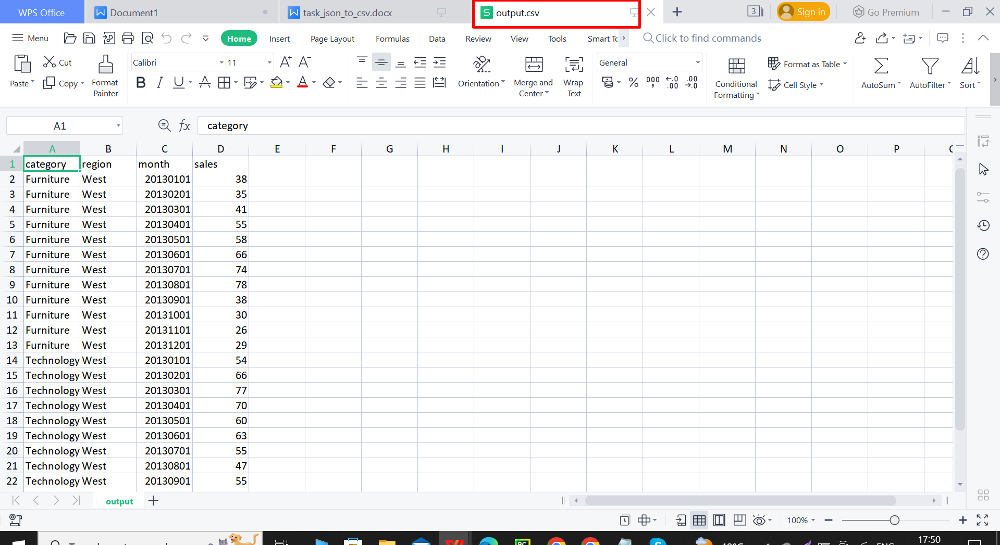 WPS Office Document1 task_json_to_csv.docx output.csv 3 Sign in Go Premium
Menu Home Insert Page Layout Formulas Data Review View Tools Smart To Click to find commands
Paste Cut Copy Format Painter Calibri 11 Orientation Merge and Center Wrap Text General Conditional Formatting Format as Table Cell Style AutoSum AutoFilter Sort
A1 fx category
A B C D E F G H I J K L M N O P
1 category region month sales
2 Furniture West 20130101 38
3 Furniture West 20130201 35
4 Furniture West 20130301 41
5 Furniture West 20130401 55
6 Furniture West 20130501 58
7 Furniture West 20130601 66
8 Furniture West 20130701 74
9 Furniture West 20130801 78
10 Furniture West 20130901 38
11 Furniture West 20131001 30
12 Furniture West 20131101 26
13 Furniture West 20131201 29
14 Technology West 20130101 54
15 Technology West 20130201 66
16 Technology West 20130301 77
17 Technology West 20130401 70
18 Technology West 20130501 60
19 Technology West 20130601 63
20 Technology West 20130701 55
21 Technology West 20130801 47
22 Technology West 20130901 55
output
100%
17:50